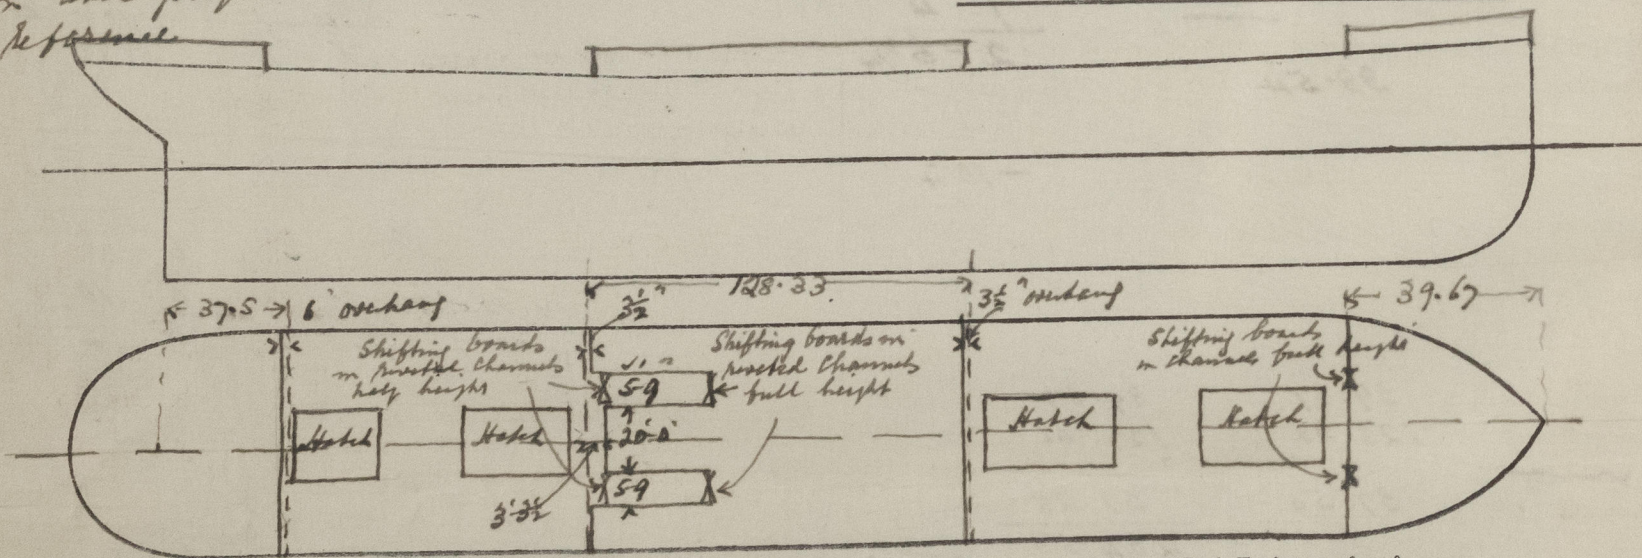 Reference
37.5
6" overhang
3½"
128.33
3½" overhang
39.67
Shifting boards
in riveted channels
half height
Shifting boards in
riveted channels
full height
Shifting boards
in channels full height
5-9
20'-0"
5-9
3'-3½
Hatch
Hatch
Hatch
Hatch